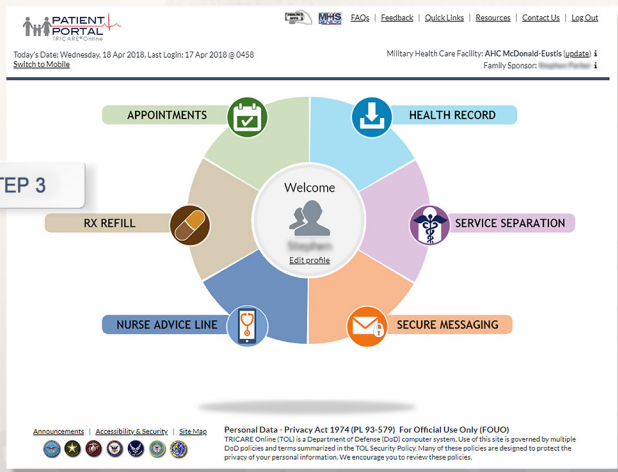 PATIENT
PORTAL
TRICARE® Online
MHS
FAQs | Feedback | Quick Links | Resources | Contact Us | Log Out
Today's Date: Wednesday, 18 Apr 2018, Last Login: 17 Apr 2018 @ 0458
Switch to Mobile
Military Health Care Facility: AHC McDonald-Eustis (update) i
Family Sponsor: i
APPOINTMENTS
HEALTH RECORD
TEP 3
Welcome
RX REFILL
SERVICE SEPARATION
Edit profile
NURSE ADVICE LINE
SECURE MESSAGING
Announcements | Accessibility & Security | Site Map
Personal Data - Privacy Act 1974 (PL 93-579) For Official Use Only (FOUO)
TRICARE Online (TOL) is a Department of Defense (DoD) computer system. Use of this site is governed by multiple
DoD policies and terms summarized in the TOL Security Policy. Many of these policies are designed to protect the
privacy of your personal information. We encourage you to review these policies.